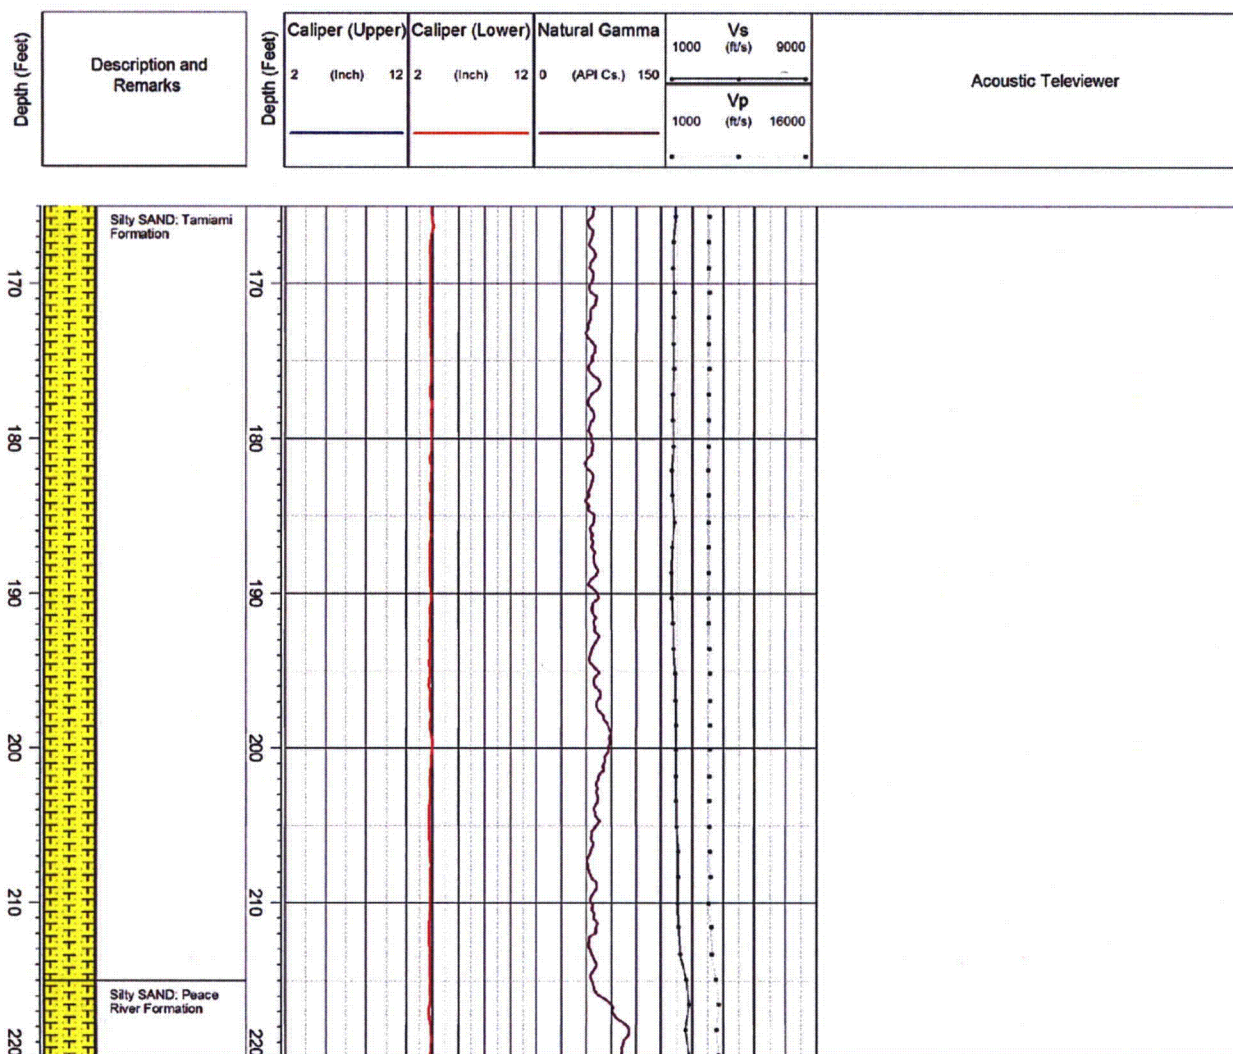 Depth (Feet)
Description and
Remarks
Depth (Feet)
Caliper (Upper)
2 (Inch) 12
Caliper (Lower)
2 (Inch) 12
Natural Gamma
0 (API Cs.) 150
Vs
1000 (ft/s) 9000
Vp
1000 (ft/s) 16000
Acoustic Televiewer
Silty SAND: Tamiami
Formation
170
170
180
180
190
190
200
200
210
210
Silty SAND: Peace
River Formation
220
220